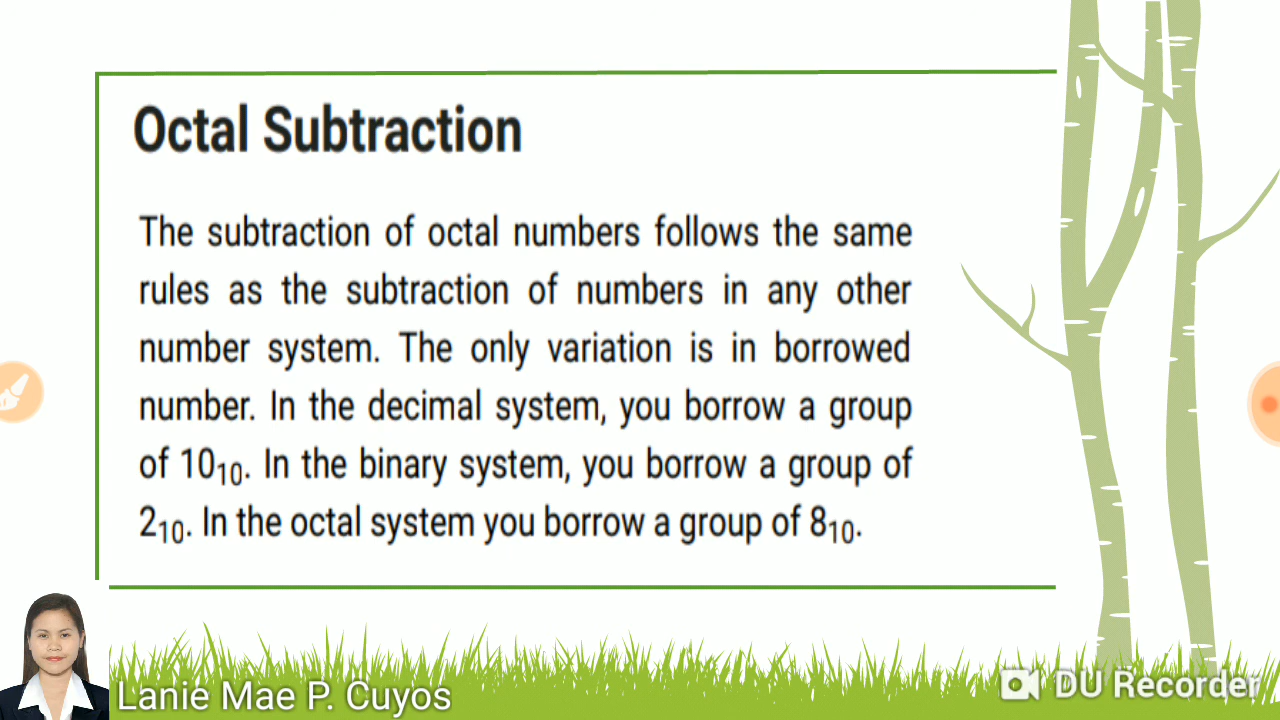 Octal Subtraction
The subtraction of octal numbers follows the same
rules as the subtraction of numbers in any other
number system. The only variation is in borrowed
number. In the decimal system, you borrow a group
of 10₁₀. In the binary system, you borrow a group of
2₁₀. In the octal system you borrow a group of 8₁₀.
Lanie Mae P. Cuyos
DU Recorder